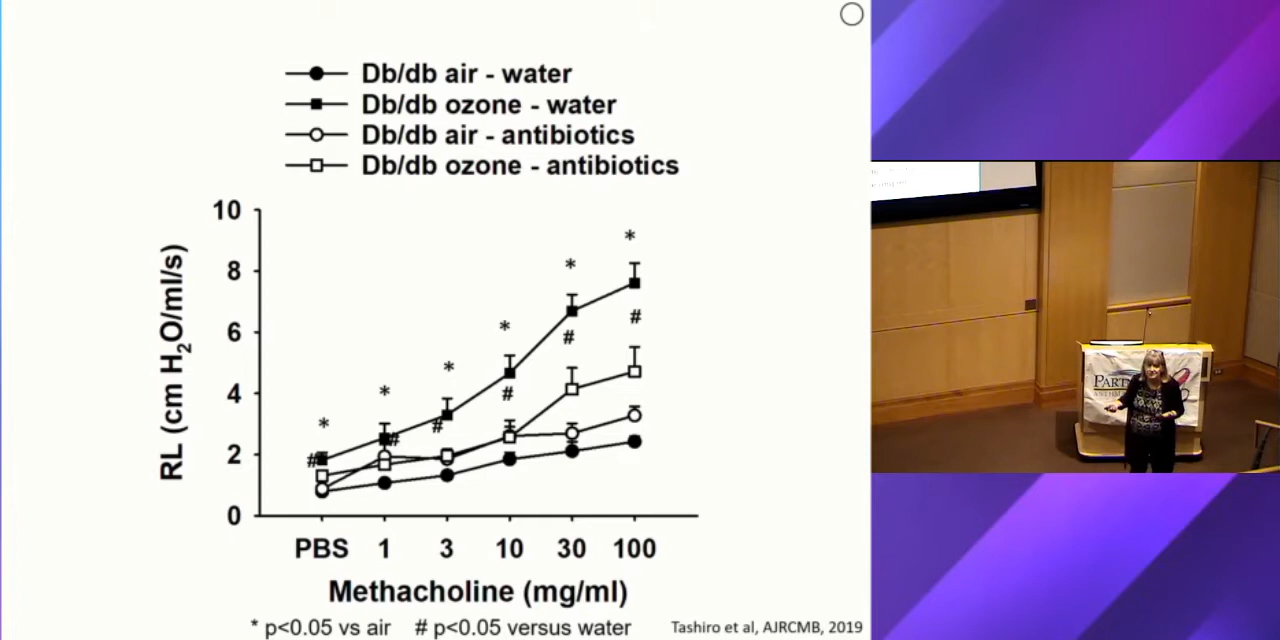 Db/db air - water
Db/db ozone - water
Db/db air - antibiotics
Db/db ozone - antibiotics
10
8
6
4
2
0
RL (cm H2O/ml/s)
* * * * * *
# # # # # #
PBS 1 3 10 30 100
Methacholine (mg/ml)
* p<0.05 vs air # p<0.05 versus water
Tashiro et al, AJRCMB, 2019